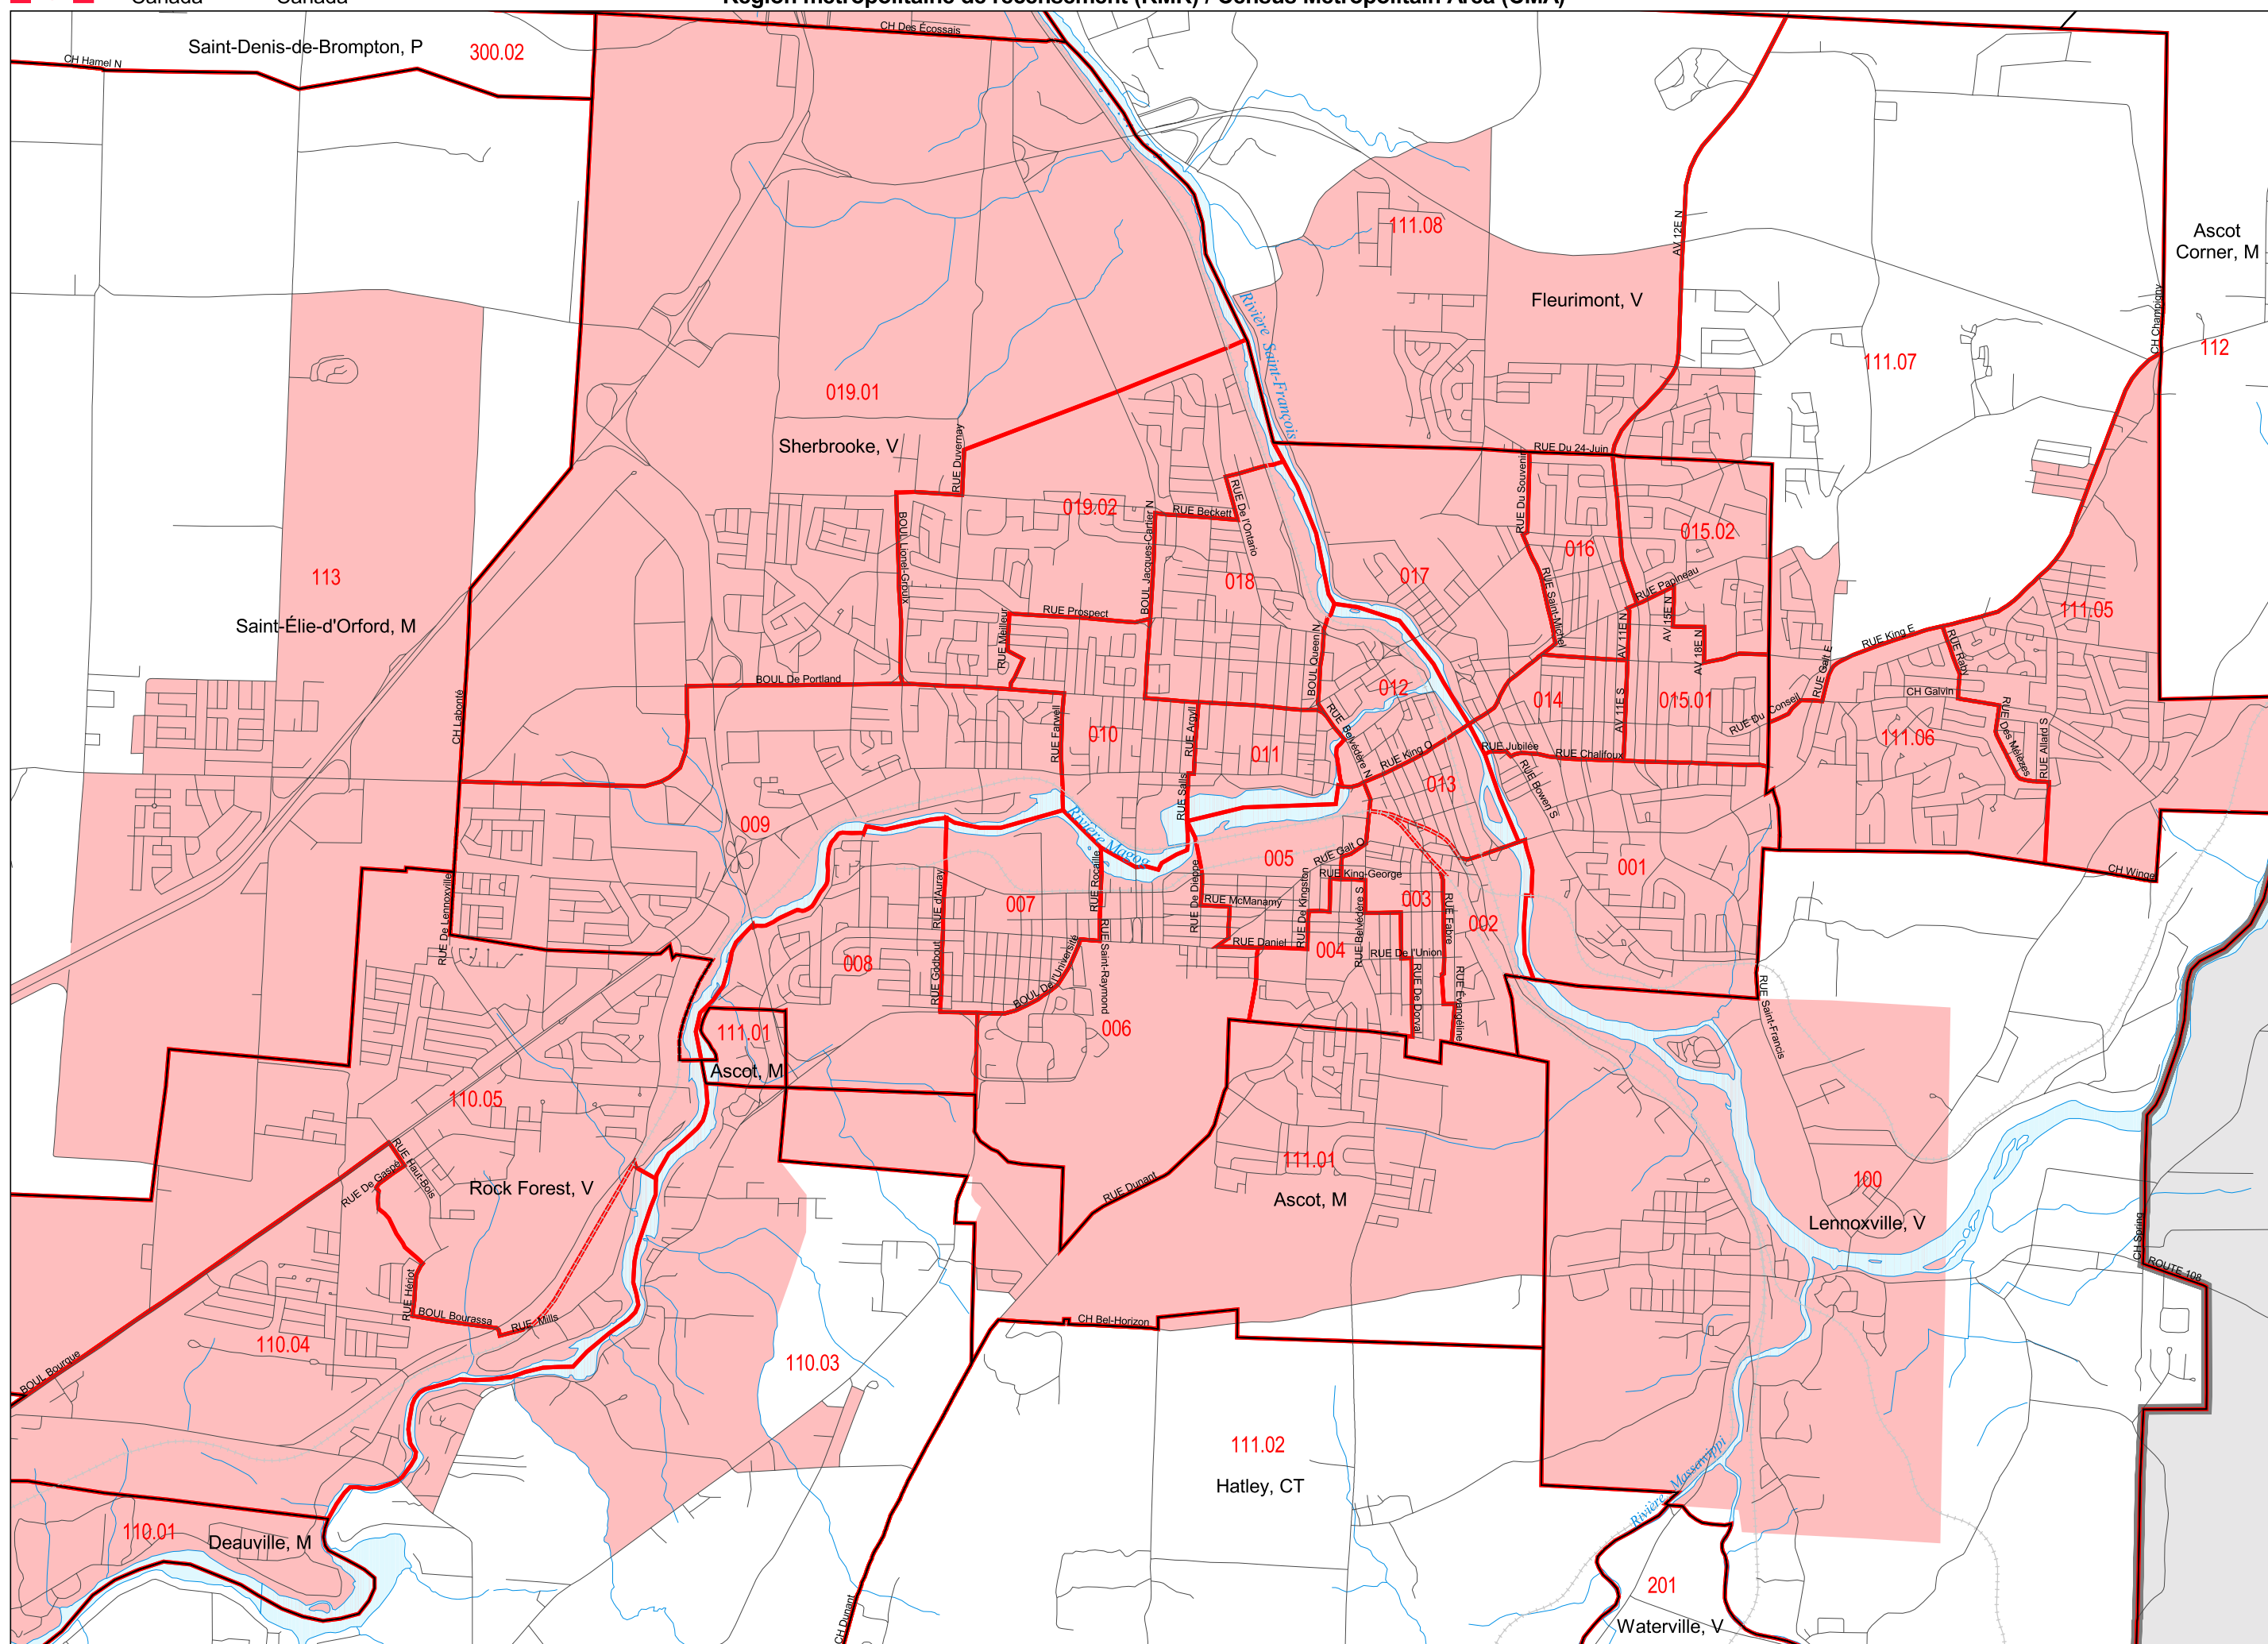 Canada Canada
Région métropolitaine de recensement (RMR) / Census Metropolitain Area (CMA)
Saint-Denis-de-Brompton, P
300.02
CH Hamel N
CH Des Écossais
111.08
AV 12E N
Ascot
Corner, M
Fleurimont, V
Rivière Saint-François
CH Champigny
112
111.07
019.01
Sherbrooke, V
RUE Duvernay
RUE Du 24-Juin
RUE Du Souvenir
019.02
RUE Beckett
RUE De l'Ontario
BOUL Jacques-Cartier N
BOUL Lionel-Groulx
015.02
016
017
018
113
RUE Saint-Michel
RUE Papineau
AV 15E N
AV 11E N
AV 18E N
RUE Prospect
RUE Meilleur
BOUL Queen N
111.05
Saint-Élie-d'Orford, M
RUE King E
RUE Raby
RUE Galt E
BOUL De Portland
CH Labonté
012
014
015.01
AV 11E S
RUE Du Conseil
CH Galvin
RUE Des Mélèzes
RUE Allard S
111.06
RUE Farwell
010
RUE Argyll
011
RUE Belvédère N
RUE King O
RUE Jubilée
RUE Chalifoux
RUE Salls
013
RUE Bowen S
009
Rivière Magog
005
RUE Galt O
001
CH Winge
RUE King-George
RUE De Lennoxville
RUE d'Auray
007
RUE Rocaille
RUE De Dieppe
RUE McManamy
RUE De Kingston
RUE Belvédère S
003
RUE Fabre
002
RUE Daniel
004
RUE De l'Union
008
RUE Godbout
BOUL De l'Université
RUE Saint-Raymond
RUE De Dorval
RUE Évangéline
RUE Saint-Francis
006
111.01
Ascot, M
110.05
RUE Haut-Bois
RUE De Gaspé
Rock Forest, V
111.01
Ascot, M
RUE Dunant
100
Lennoxville, V
CH Spring
ROUTE 108
RUE Hériot
BOUL Bourassa
RUE Mills
CH Bel-Horizon
110.04
110.03
BOUL Bourque
111.02
Hatley, CT
Rivière Massawippi
110.01
Deauville, M
CH Dunant
201
Waterville, V